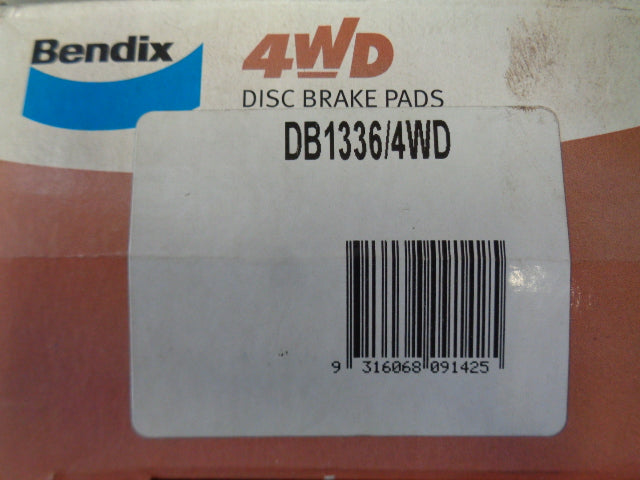 Bendix
4WD
DISC BRAKE PADS
DB1336/4WD
9 316068 091425